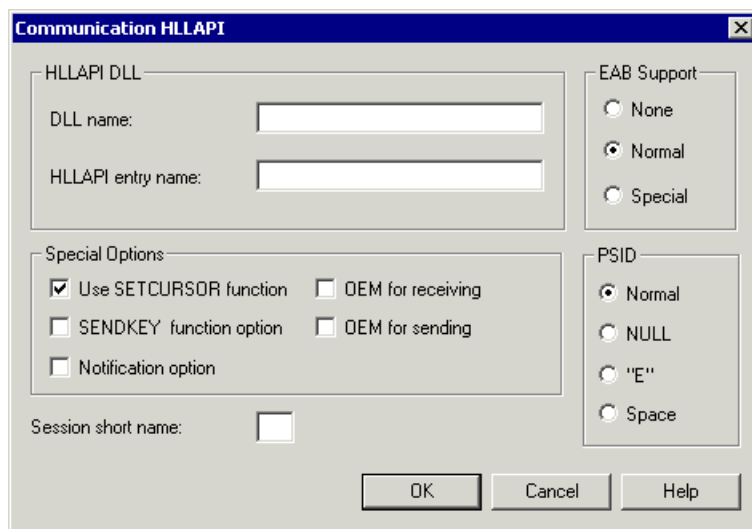 Communication HLLAPI
HLLAPI DLL
DLL name:
HLLAPI entry name:
EAB Support
None
Normal
Special
Special Options
Use SETCURSOR function
OEM for receiving
SENDKEY function option
OEM for sending
Notification option
PSID
Normal
NULL
"E"
Space
Session short name:
OK
Cancel
Help